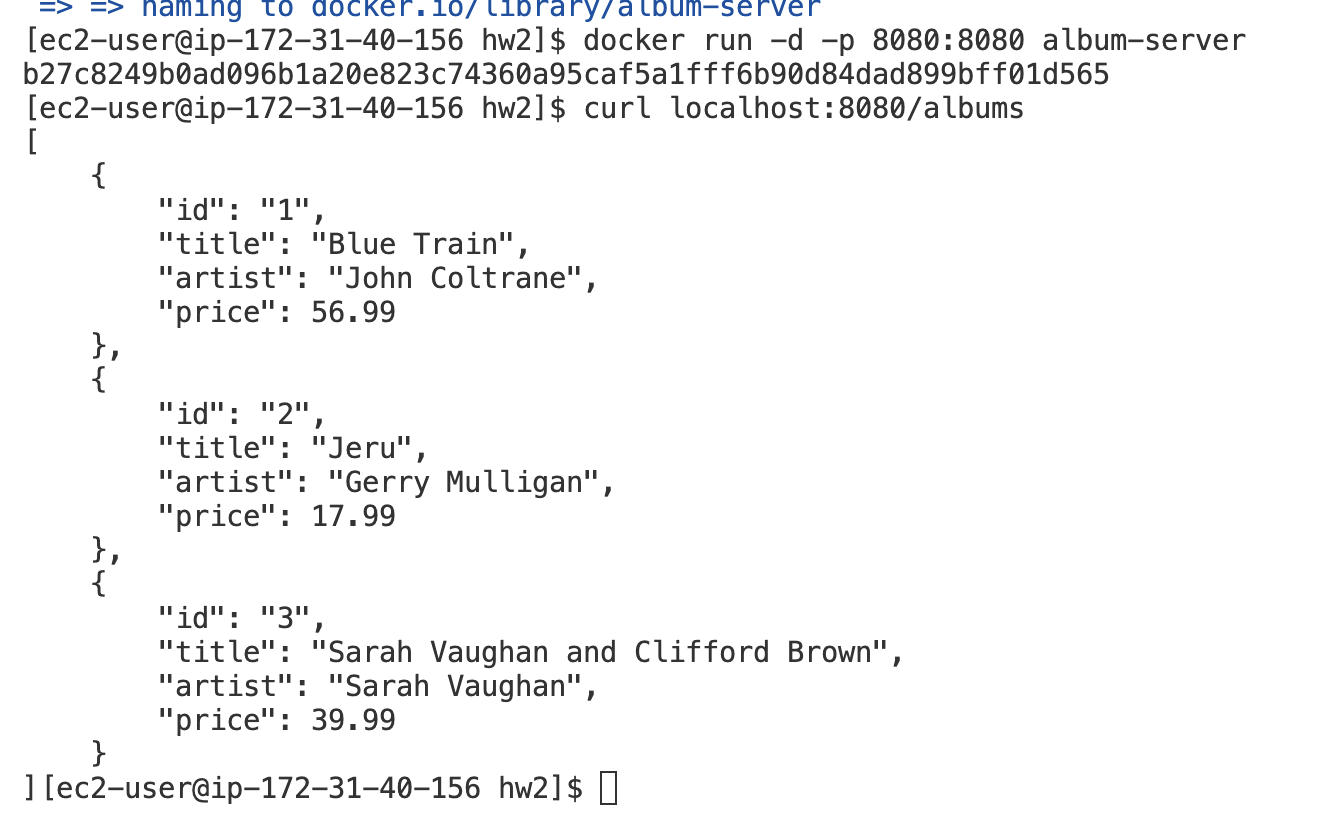 => => naming to docker.io/library/album-server
[ec2-user@ip-172-31-40-156 hw2]$ docker run -d -p 8080:8080 album-server
b27c8249b0ad096b1a20e823c74360a95caf5a1fff6b90d84dad899bff01d565
[ec2-user@ip-172-31-40-156 hw2]$ curl localhost:8080/albums
[
    {
        "id": "1",
        "title": "Blue Train",
        "artist": "John Coltrane",
        "price": 56.99
    },
    {
        "id": "2",
        "title": "Jeru",
        "artist": "Gerry Mulligan",
        "price": 17.99
    },
    {
        "id": "3",
        "title": "Sarah Vaughan and Clifford Brown",
        "artist": "Sarah Vaughan",
        "price": 39.99
    }
][ec2-user@ip-172-31-40-156 hw2]$